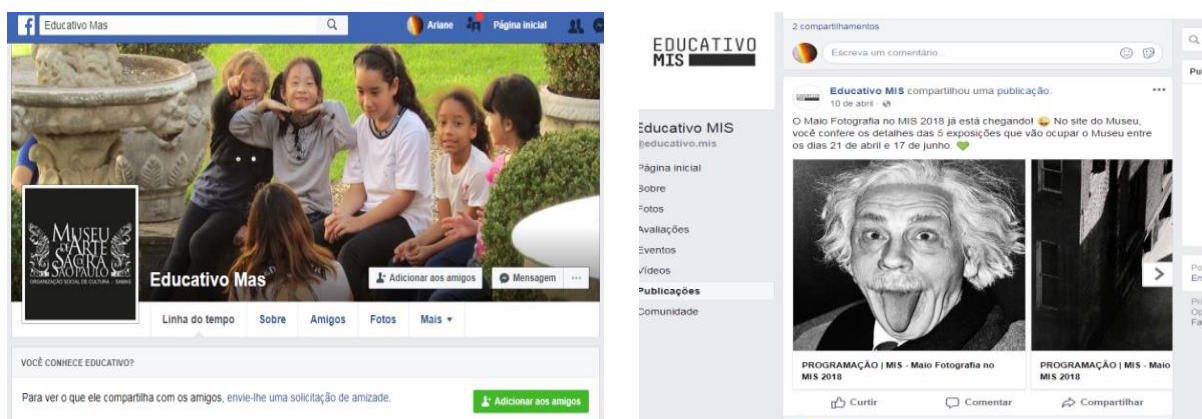 Educativo Mas
Ariane
Página inicial
MUSEU
DE ARTE
SACRA
SÃO PAULO
ORGANIZAÇÃO SOCIAL DE CULTURA - SAMAS
Educativo Mas
Adicionar aos amigos
Mensagem
Linha do tempo
Sobre
Amigos
Fotos
Mais
VOCÊ CONHECE EDUCATIVO?
Para ver o que ele compartilha com os amigos, envie-lhe uma solicitação de amizade.
Adicionar aos amigos
EDUCATIVO
MIS
Educativo MIS
@educativo.mis
Página inicial
Sobre
Fotos
Avaliações
Eventos
Vídeos
Publicações
Comunidade
2 compartilhamentos
Escreva um comentário...
Educativo MIS compartilhou uma publicação.
10 de abril ·
O Maio Fotografia no MIS 2018 já está chegando! No site do Museu,
você confere os detalhes das 5 exposições que vão ocupar o Museu entre
os dias 21 de abril e 17 de junho.
PROGRAMAÇÃO | MIS - Maio Fotografia no
MIS 2018
PROGRAMAÇÃO | MIS - Maio
MIS 2018
Curtir
Comentar
Compartilhar